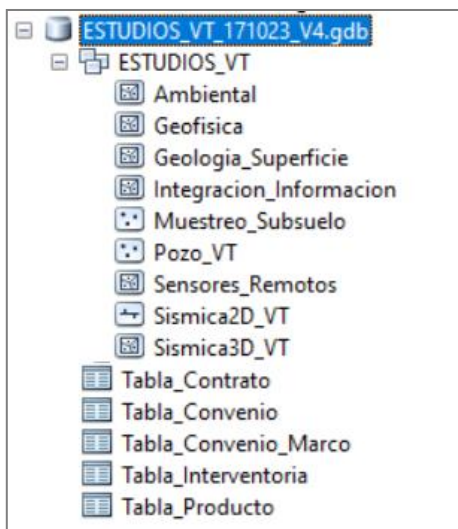 ESTUDIOS_VT_171023_V4.gdb
ESTUDIOS_VT
Ambiental
Geofisica
Geologia_Superficie
Integracion_Informacion
Muestreo_Subsuelo
Pozo_VT
Sensores_Remotos
Sismica2D_VT
Sismica3D_VT
Tabla_Contrato
Tabla_Convenio
Tabla_Convenio_Marco
Tabla_Interventoria
Tabla_Producto